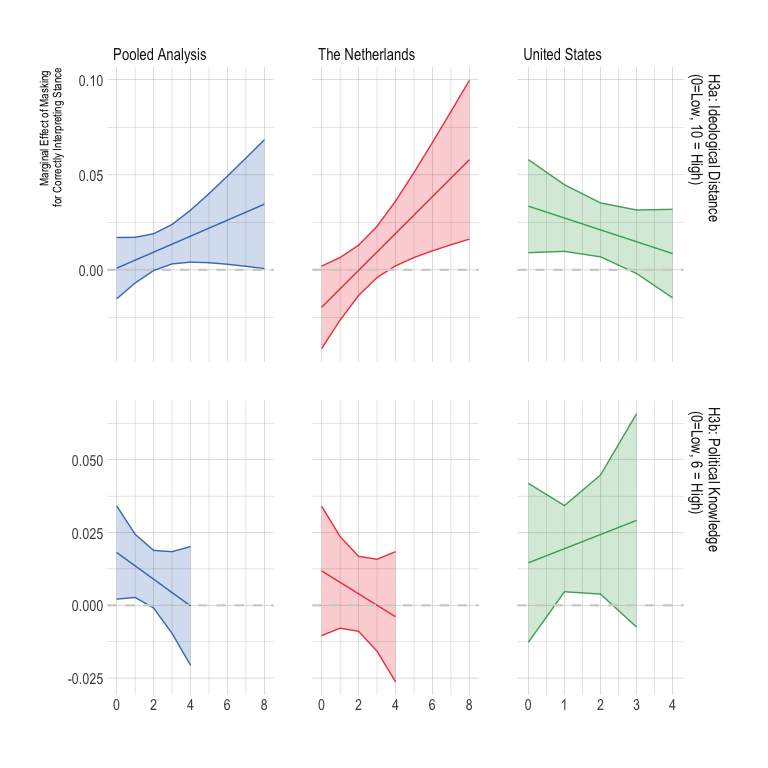 Pooled Analysis
The Netherlands
United States
Marginal Effect of Masking
for Correctly Interpreting Stance
0.10
0.05
0.00
H3a: Ideological Distance
(0=Low, 10 = High)
0.050
0.025
0.000
-0.025
H3b: Political Knowledge
(0=Low, 6 = High)
0 2 4 6 8
0 2 4 6 8
0 1 2 3 4